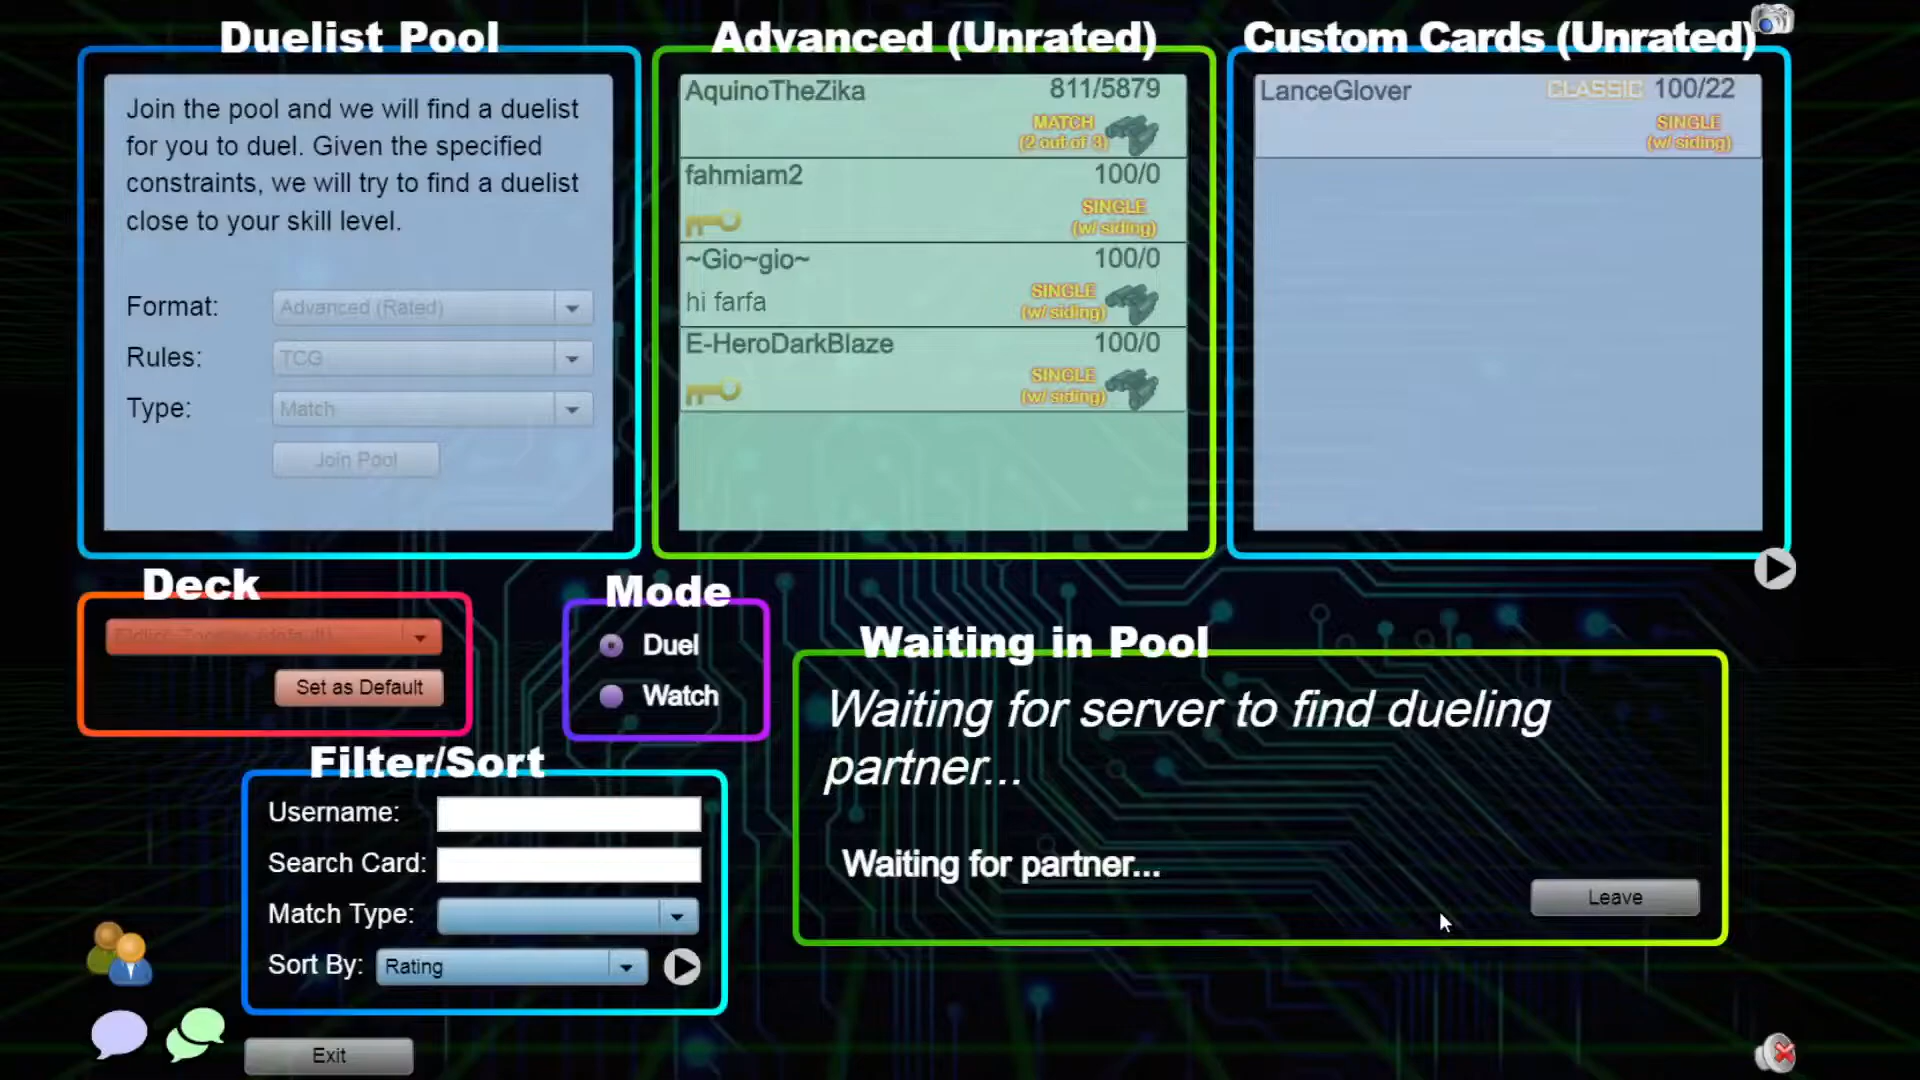 Duelist Pool
Join the pool and we will find a duelist
for you to duel. Given the specified
constraints, we will try to find a duelist
close to your skill level.
Format: Advanced (Rated)
Rules: TCG
Type: Match
Join Pool
Advanced (Unrated)
AquinoTheZika 811/5879
MATCH
(2 out of 3)
fahmiam2 100/0
SINGLE
(w/ siding)
~Gio~gio~ 100/0
hi farfa
SINGLE
(w/ siding)
E-HeroDarkBlaze 100/0
SINGLE
(w/ siding)
Custom Cards (Unrated)
LanceGlover CLASSIC 100/22
SINGLE
(w/ siding)
Deck
Set as Default
Mode
Duel
Watch
Filter/Sort
Username:
Search Card:
Match Type:
Sort By: Rating
Waiting in Pool
Waiting for server to find dueling
partner...
Waiting for partner...
Leave
Exit